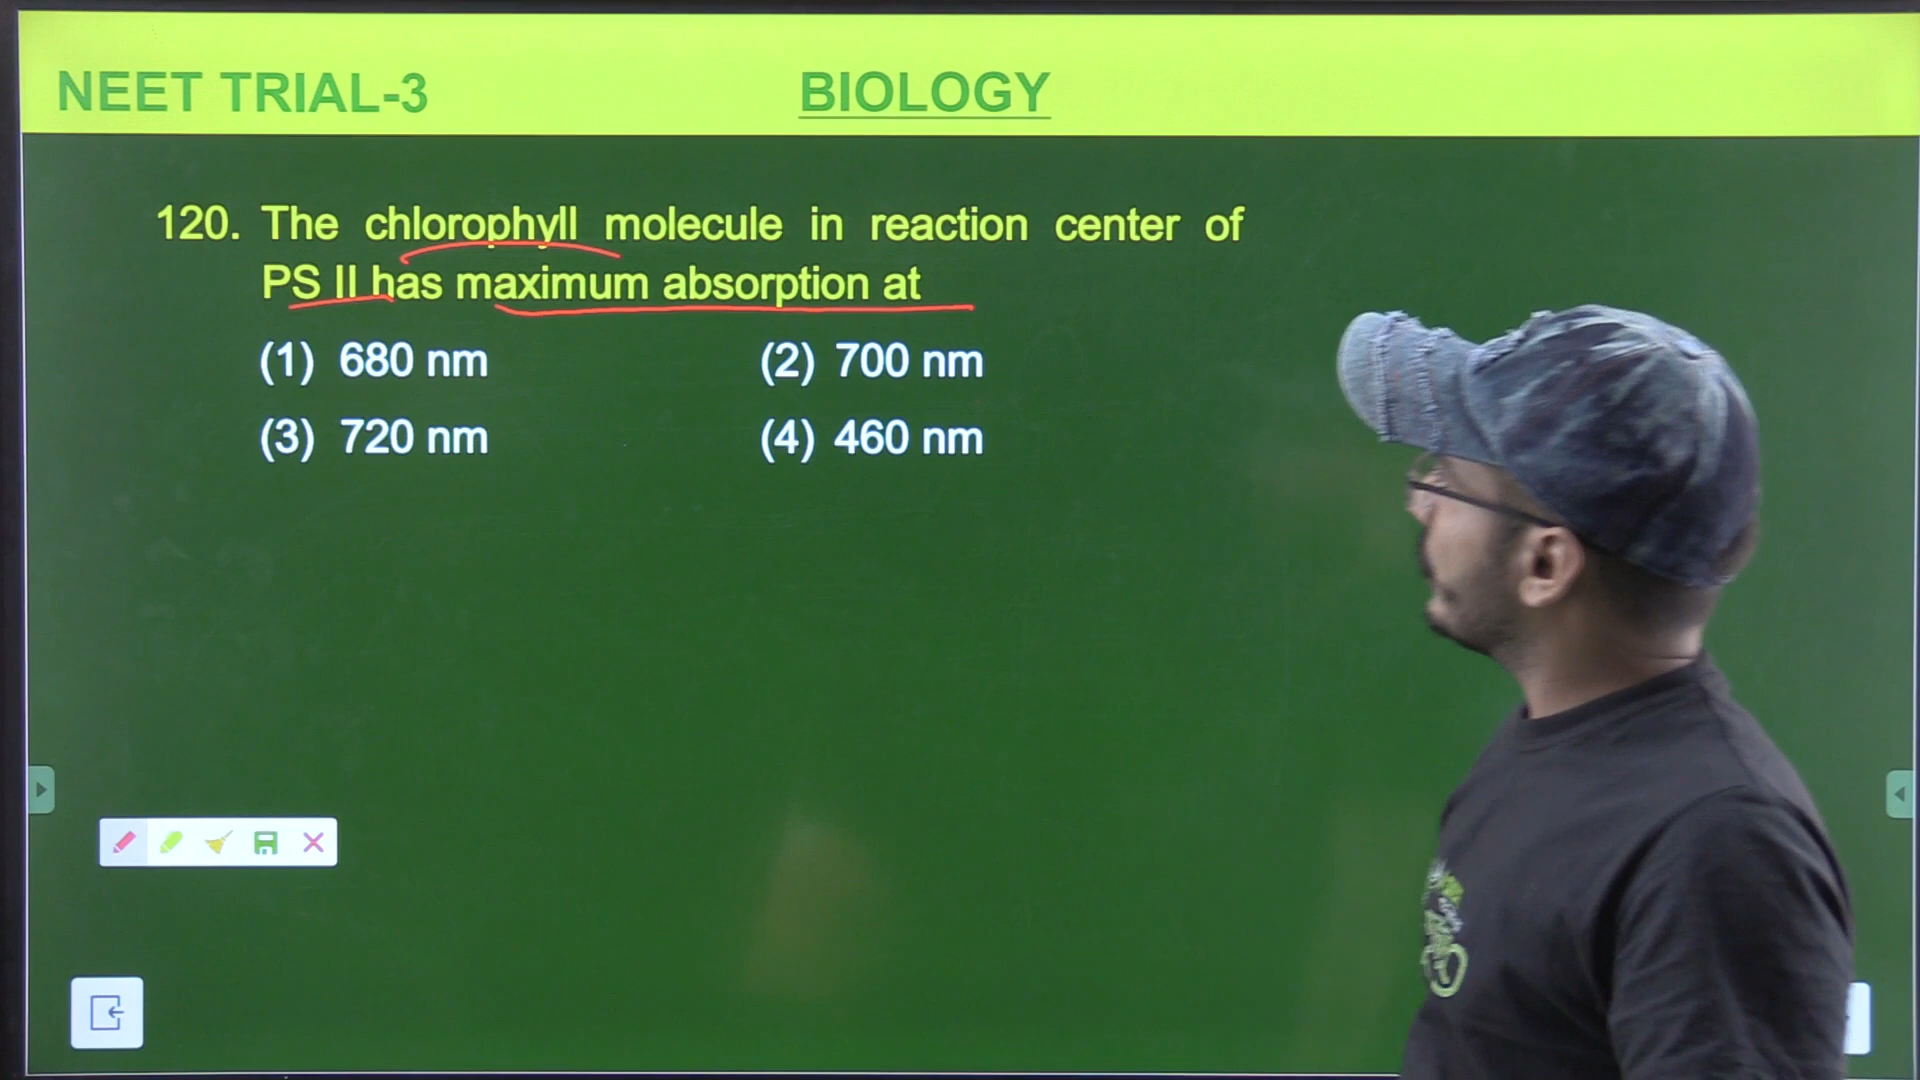 NEET TRIAL-3 BIOLOGY
120. The chlorophyll molecule in reaction center of
PS II has maximum absorption at
(1) 680 nm (2) 700 nm
(3) 720 nm (4) 460 nm